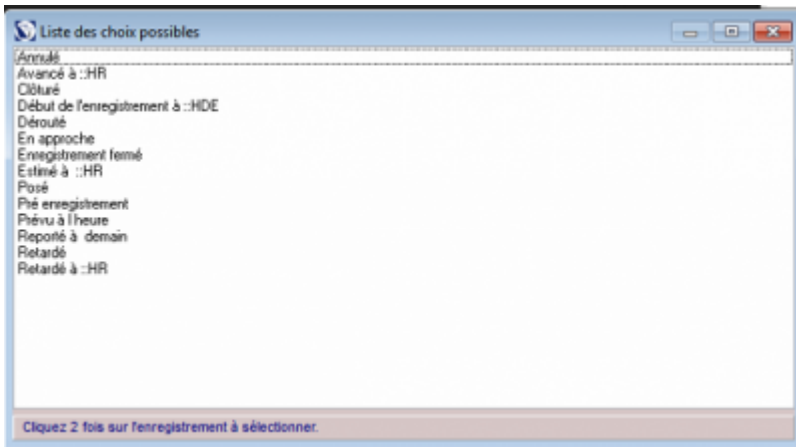 Liste des choix possibles
Annulé
Avancé à ::HR
Clôturé
Début de l'enregistrement à ::HDE
Dérouté
En approche
Enregistrement fermé
Estimé à ::HR
Posé
Pré enregistrement
Prévu à l heure
Reporté à demain
Retardé
Retardé à ::HR
Cliquez 2 fois sur l'enregistrement à sélectionner.